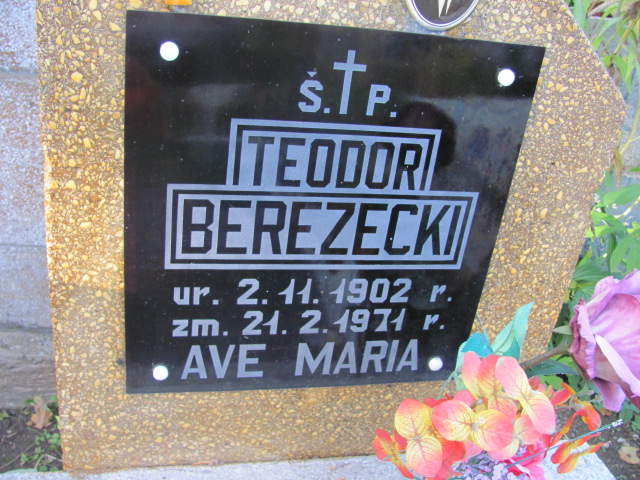 Š. P.
TEODOR
BEREZECKI
ur. 2. 11. 1902 r.
zm. 21. 2. 1971 r.
AVE MARIA